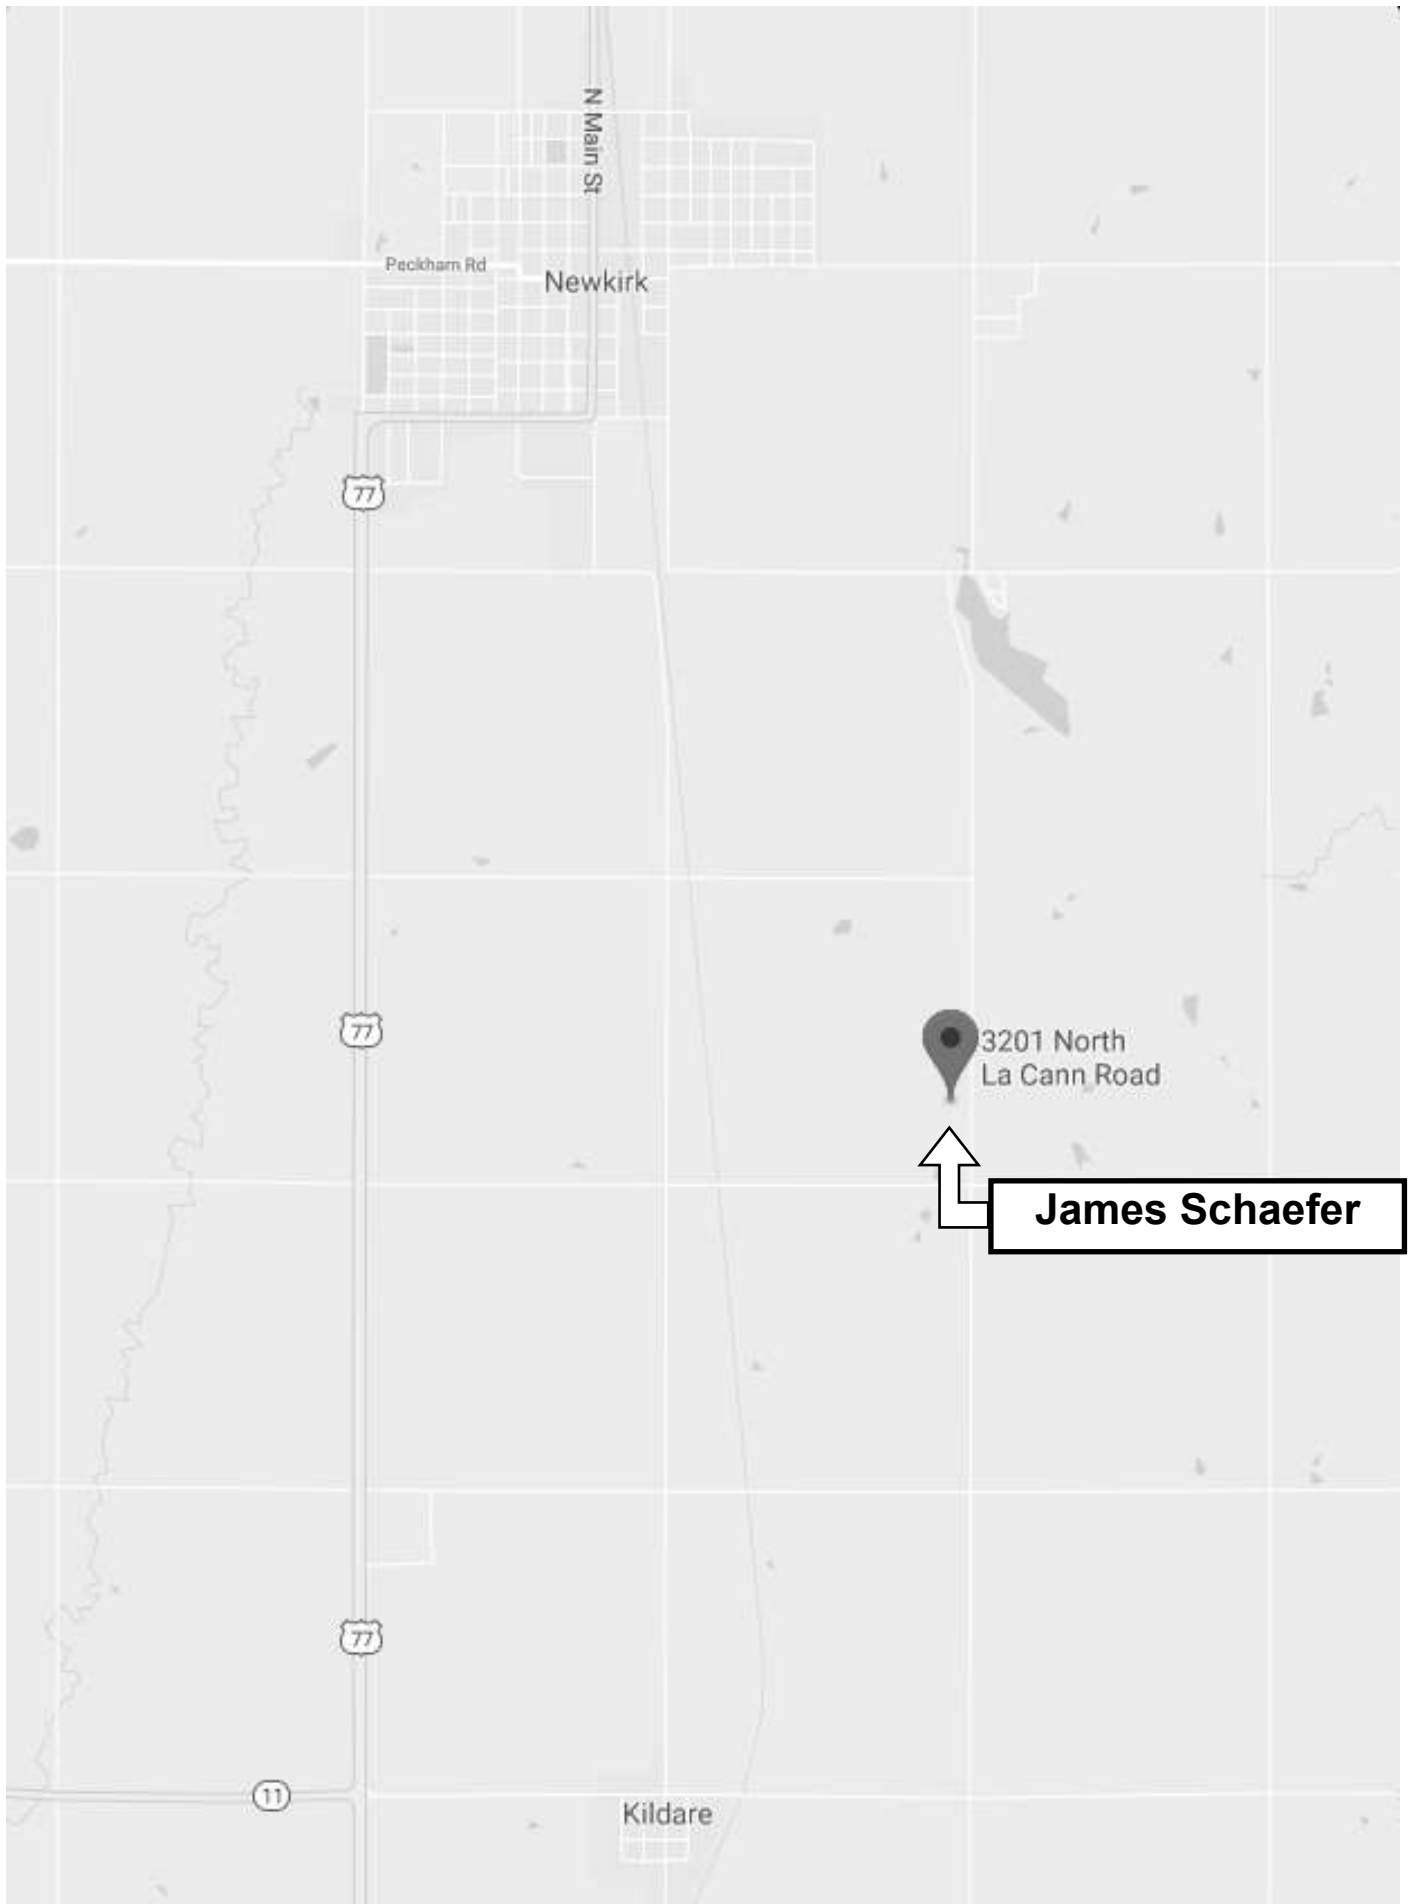 N Main St
Peckham Rd
Newkirk
77
77
3201 North
La Cann Road
James Schaefer
77
11
Kildare